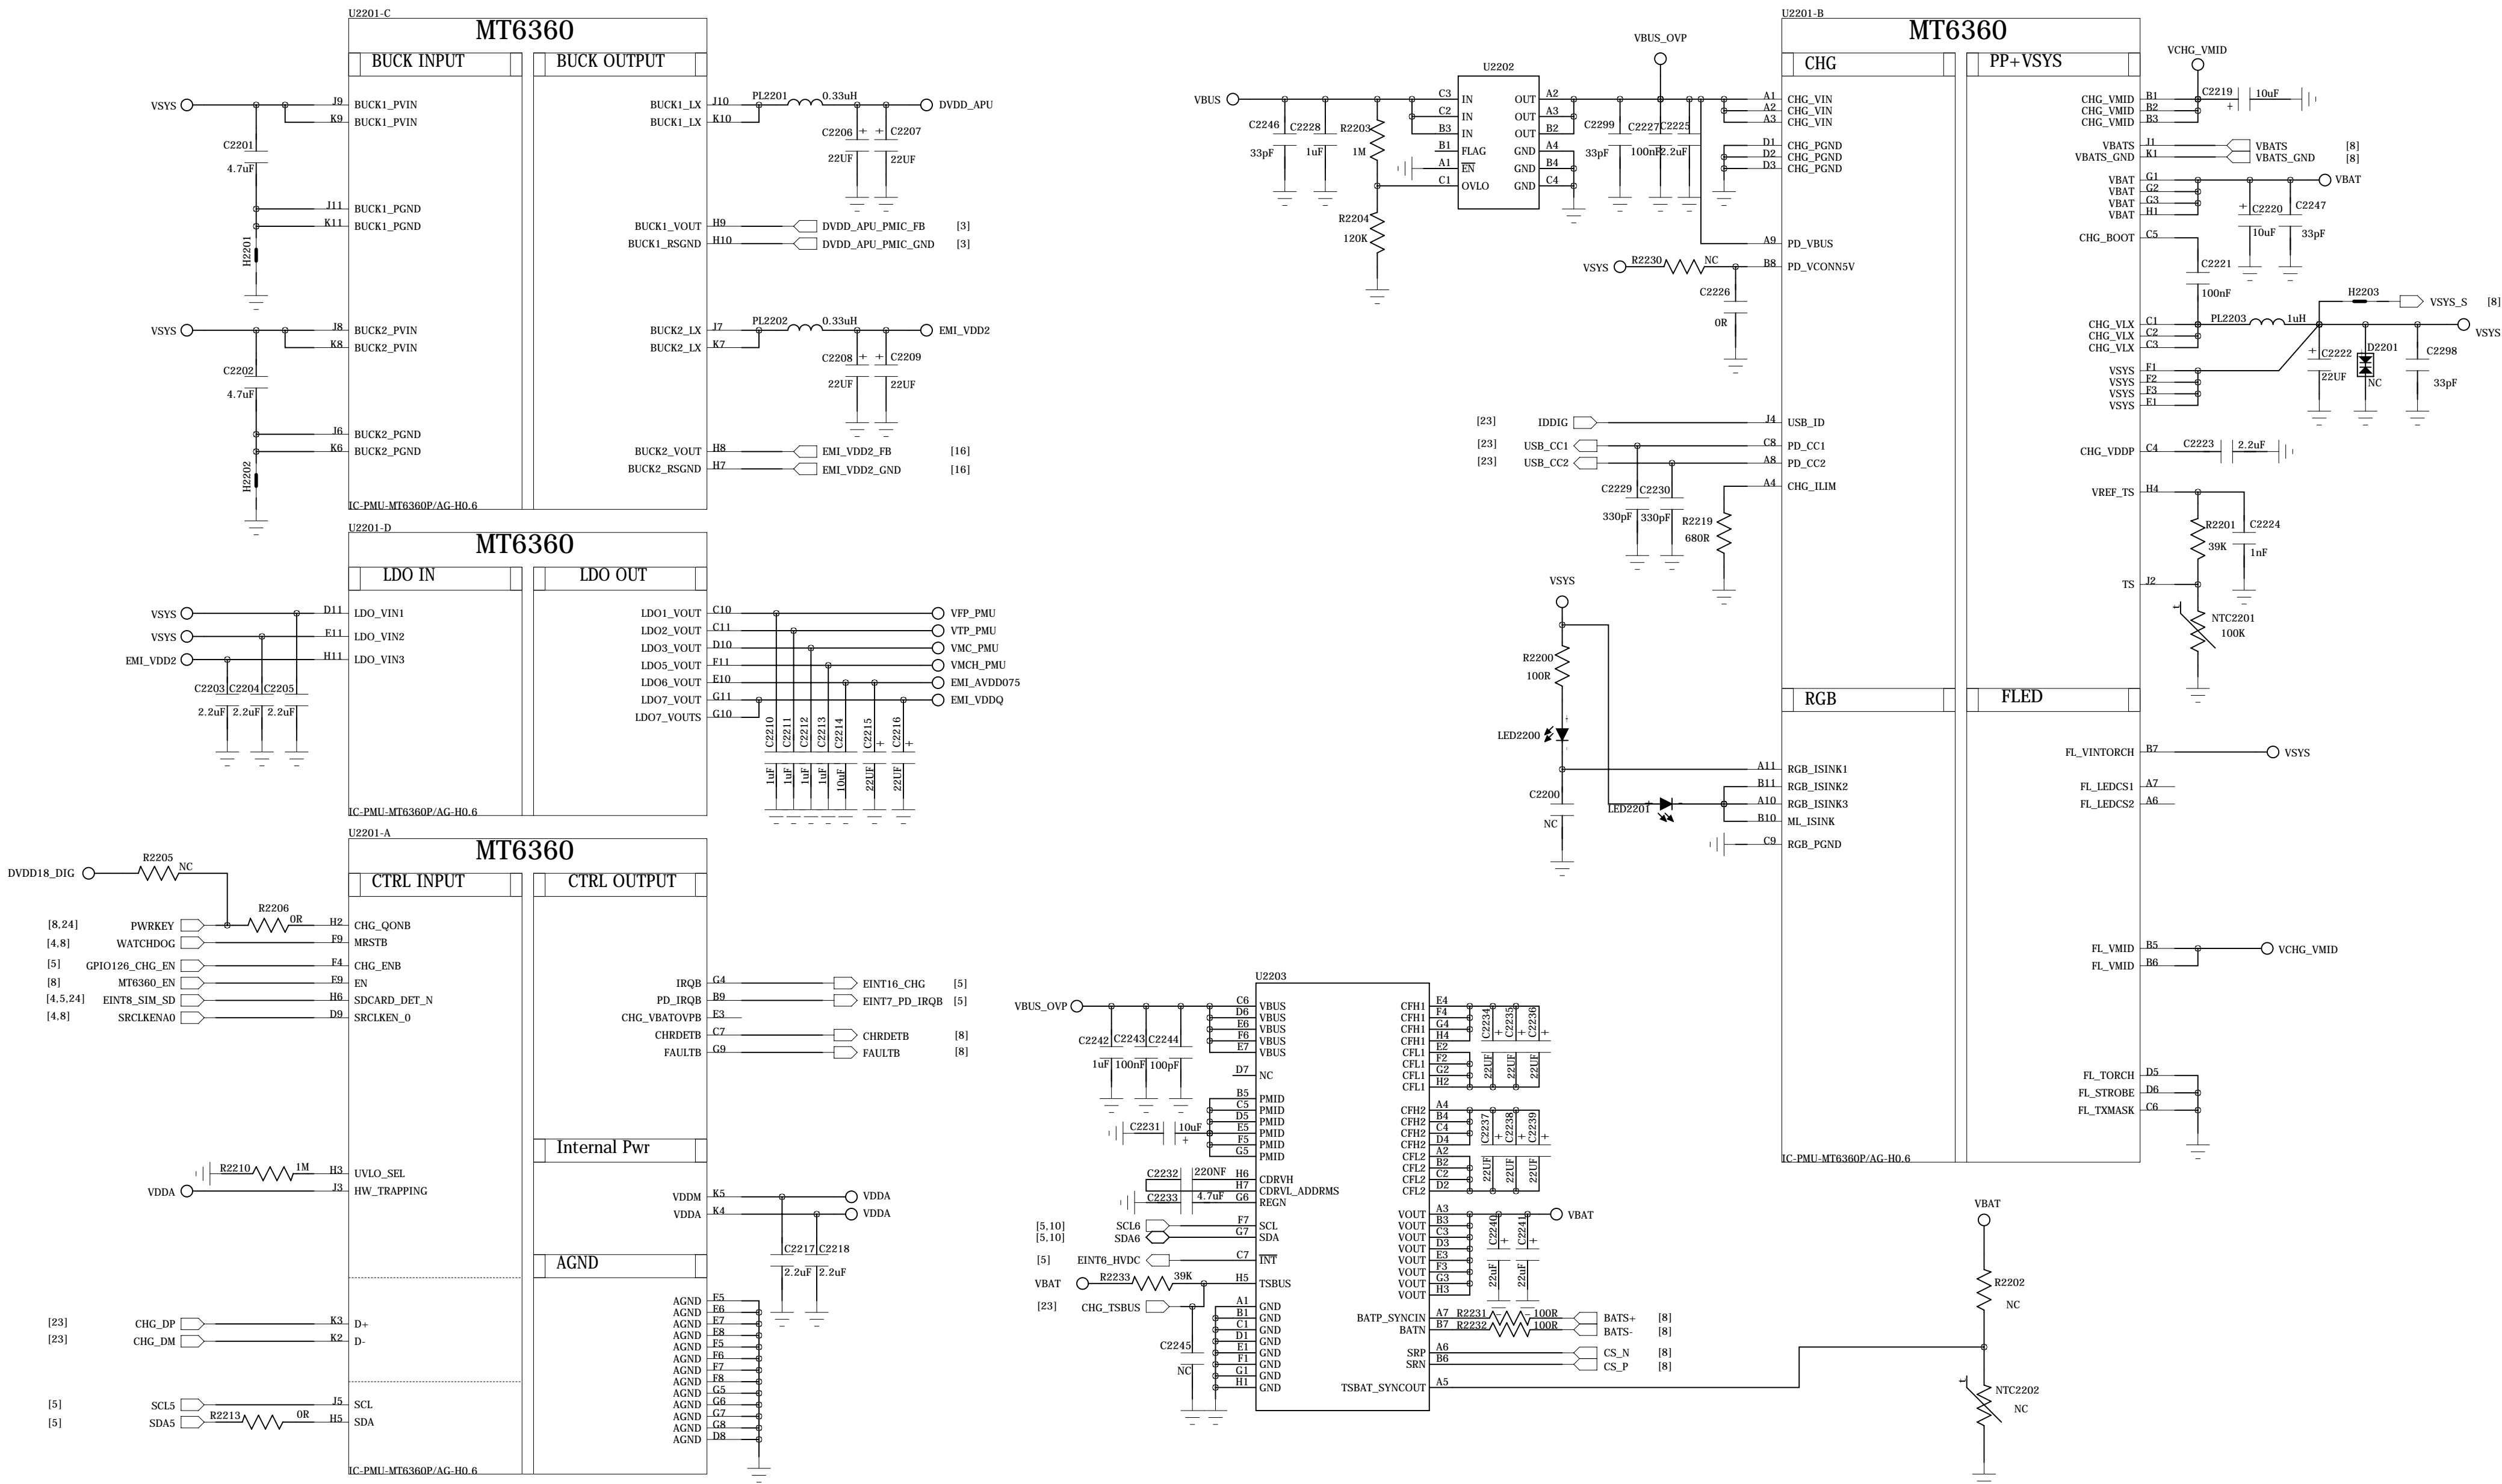 U2201-C
MT6360
BUCK INPUT
BUCK OUTPUT
VSYS
J9 BUCK1_PVIN
K9 BUCK1_PVIN
C2201
4.7uF
J11 BUCK1_PGND
K11 BUCK1_PGND
H2201
BUCK1_LX J10 PL2201 0.33uH DVDD_APU
BUCK1_LX K10
C2206 + + C2207
22UF 22UF
BUCK1_VOUT H9 DVDD_APU_PMIC_FB [3]
BUCK1_RSGND H10 DVDD_APU_PMIC_GND [3]
VSYS
J8 BUCK2_PVIN
K8 BUCK2_PVIN
C2202
4.7uF
J6 BUCK2_PGND
K6 BUCK2_PGND
H2202
BUCK2_LX J7 PL2202 0.33uH EMI_VDD2
BUCK2_LX K7
C2208 + + C2209
22UF 22UF
BUCK2_VOUT H8 EMI_VDD2_FB [16]
BUCK2_RSGND H7 EMI_VDD2_GND [16]
IC-PMU-MT6360P/AG-H0.6
U2201-D
MT6360
LDO IN
LDO OUT
VSYS D11 LDO_VIN1
VSYS E11 LDO_VIN2
EMI_VDD2 H11 LDO_VIN3
C2203 C2204 C2205
2.2uF 2.2uF 2.2uF
LDO1_VOUT C10 VFP_PMU
LDO2_VOUT C11 VTP_PMU
LDO3_VOUT D10 VMC_PMU
LDO5_VOUT F11 VMCH_PMU
LDO6_VOUT E10 EMI_AVDD075
LDO7_VOUT G11 EMI_VDDQ
LDO7_VOUTS G10
C2210 C2211 C2212 C2213 C2214 C2215 + C2216 +
1uF 1uF 1uF 1uF 10uF 22UF 22UF
IC-PMU-MT6360P/AG-H0.6
U2201-A
MT6360
CTRL INPUT
CTRL OUTPUT
DVDD18_DIG R2205 NC
[8,24] PWRKEY R2206 0R H2 CHG_QONB
[4,8] WATCHDOG F9 MRSTB
[5] GPIO126_CHG_EN F4 CHG_ENB
[8] MT6360_EN E9 EN
[4,5,24] EINT8_SIM_SD H6 SDCARD_DET_N
[4,8] SRCLKENA0 D9 SRCLKEN_0
IRQB G4 EINT16_CHG [5]
PD_IRQB B9 EINT7_PD_IRQB [5]
CHG_VBATOVPB E3
CHRDETB C7 CHRDETB [8]
FAULTB G9 FAULTB [8]
R2210 1M H3 UVLO_SEL
VDDA J3 HW_TRAPPING
Internal Pwr
VDDM K5 VDDA
VDDA K4 VDDA
C2217 C2218
2.2uF 2.2uF
AGND
AGND E5
AGND E6
AGND E7
AGND E8
AGND F5
AGND F6
AGND F7
AGND F8
AGND G5
AGND G6
AGND G7
AGND G8
AGND D8
[23] CHG_DP K3 D+
[23] CHG_DM K2 D-
[5] SCL5 J5 SCL
[5] SDA5 R2213 0R H5 SDA
IC-PMU-MT6360P/AG-H0.6
VBUS
C2246 C2228 R2203
33pF 1uF 1M
R2204
120K
U2202
C3 IN OUT A2
C2 IN OUT A3
B3 IN OUT B2
B1 FLAG GND A4
A1 EN GND B4
C1 OVLO GND C4
VBUS_OVP
C2299 C2227 C2225
33pF 100nF 2.2uF
U2201-B
MT6360
CHG
PP+VSYS
A1 CHG_VIN
A2 CHG_VIN
A3 CHG_VIN
D1 CHG_PGND
D2 CHG_PGND
D3 CHG_PGND
A9 PD_VBUS
VSYS R2230 NC B8 PD_VCONN5V
C2226
0R
[23] IDDIG J4 USB_ID
[23] USB_CC1 C8 PD_CC1
[23] USB_CC2 A8 PD_CC2
A4 CHG_ILIM
C2229 C2230
330pF 330pF
R2219
680R
VCHG_VMID
CHG_VMID B1 C2219 10uF
CHG_VMID B2 +
CHG_VMID B3
VBATS J1 VBATS [8]
VBATS_GND K1 VBATS_GND [8]
VBAT G1 VBAT
VBAT G2
VBAT G3
VBAT H1
+ C2220 C2247
10uF 33pF
CHG_BOOT C5
C2221
100nF
H2203 VSYS_S [8]
CHG_VLX C1 PL2203 1uH VSYS
CHG_VLX C2
CHG_VLX C3
+ C2222 D2201 C2298
22UF NC 33pF
VSYS F1
VSYS F2
VSYS F3
VSYS E1
CHG_VDDP C4 C2223 2.2uF
VREF_TS H4
R2201 C2224
39K 1nF
TS J2
t
NTC2201
100K
VSYS
R2200
100R
LED2200
C2200
NC
LED2201
RGB
FLED
A11 RGB_ISINK1
B11 RGB_ISINK2
A10 RGB_ISINK3
B10 ML_ISINK
C9 RGB_PGND
FL_VINTORCH B7 VSYS
FL_LEDCS1 A7
FL_LEDCS2 A6
FL_VMID B5 VCHG_VMID
FL_VMID B6
FL_TORCH D5
FL_STROBE D6
FL_TXMASK C6
IC-PMU-MT6360P/AG-H0.6
U2203
VBUS_OVP
C6 VBUS
D6 VBUS
E6 VBUS
F6 VBUS
E7 VBUS
C2242 C2243 C2244
1uF 100nF 100pF
D7 NC
B5 PMID
C5 PMID
D5 PMID
E5 PMID
F5 PMID
G5 PMID
C2231 10uF
+
C2232 220NF H6 CDRVH
H7 CDRVL_ADDRMS
C2233 4.7uF G6 REGN
[5,10] SCL6 F7 SCL
[5,10] SDA6 G7 SDA
[5] EINT6_HVDC C7 INT
VBAT R2233 39K H5 TSBUS
[23] CHG_TSBUS
C2245
NC
A1 GND
B1 GND
C1 GND
D1 GND
E1 GND
F1 GND
G1 GND
H1 GND
CFH1 E4
CFH1 F4
CFH1 G4
CFH1 H4
CFL1 E2
CFL1 F2
CFL1 G2
CFL1 H2
C2234 + C2235 + C2236 +
22UF 22UF 22UF
CFH2 A4
CFH2 B4
CFH2 C4
CFH2 D4
CFL2 A2
CFL2 B2
CFL2 C2
CFL2 D2
C2237 + C2238 + C2239 +
22UF 22UF 22UF
VOUT A3 VBAT
VOUT B3
VOUT C3
VOUT D3
VOUT E3
VOUT F3
VOUT G3
VOUT H3
C2240 + C2241 +
22uF 22uF
BATP_SYNCIN A7 R2231 100R BATS+ [8]
BATN B7 R2232 100R BATS- [8]
SRP A6 CS_N [8]
SRN B6 CS_P [8]
TSBAT_SYNCOUT A5
VBAT
R2202
NC
t
NTC2202
NC